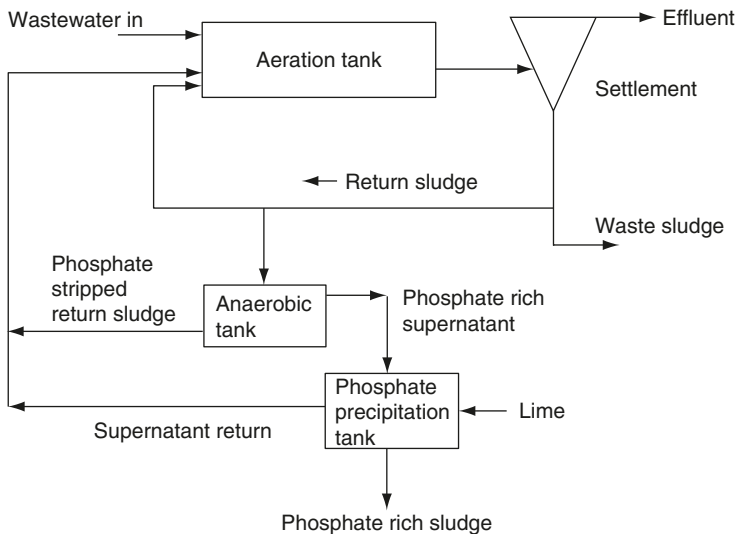 Wastewater in
Effluent
Aeration tank
Settlement
Return sludge
Waste sludge
Phosphate
stripped
return sludge
Anaerobic
tank
Phosphate rich
supernatant
Phosphate
precipitation
tank
Lime
Supernatant return
Phosphate rich sludge